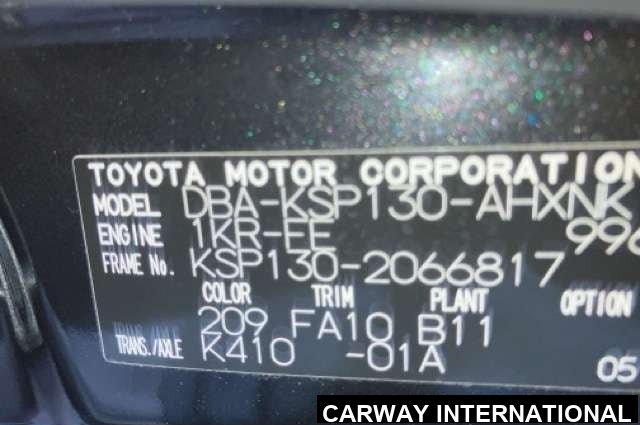 TOYOTA MOTOR CORPORATION
MODEL DBA-KSP130-AHXNK
ENGINE 1KR-FE 996
FRAME No. KSP130-2066817
COLOR TRIM PLANT OPTION
209 FA10 B11
TRANS./AXLE K410 -01A 05
CARWAY INTERNATIONAL